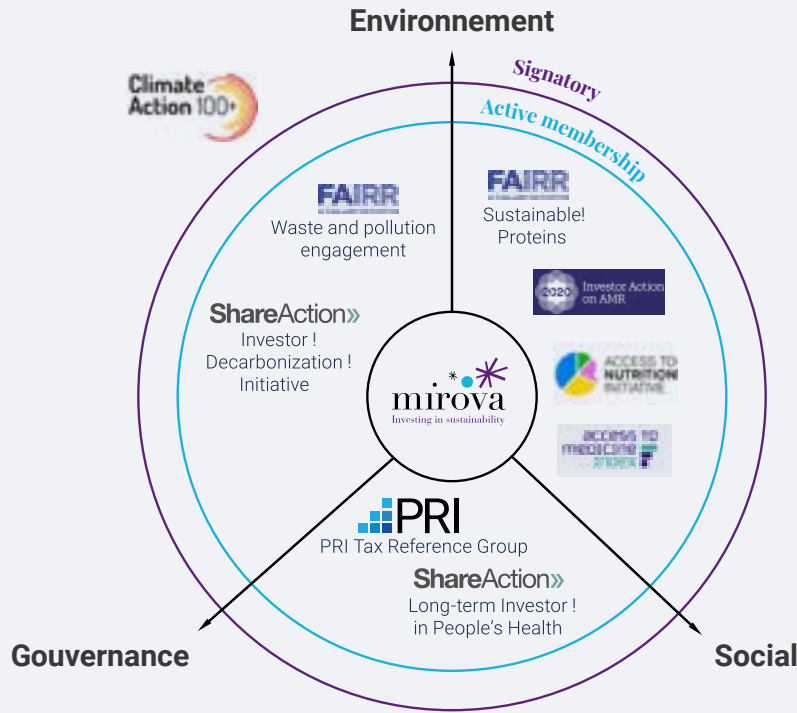 Environnement
Signatory
Active membership
Climate
Action 100+
FAIRR
Waste and pollution
engagement
FAIRR
Sustainable!
Proteins
2020 Investor Action
on AMR
ShareAction»
Investor !
Decarbonization !
Initiative
mirova
Investing in sustainability
ACCESS TO
NUTRITION
INITIATIVE
access to
medicine
index
PRI
PRI Tax Reference Group
ShareAction»
Long-term Investor !
in People's Health
Gouvernance
Social